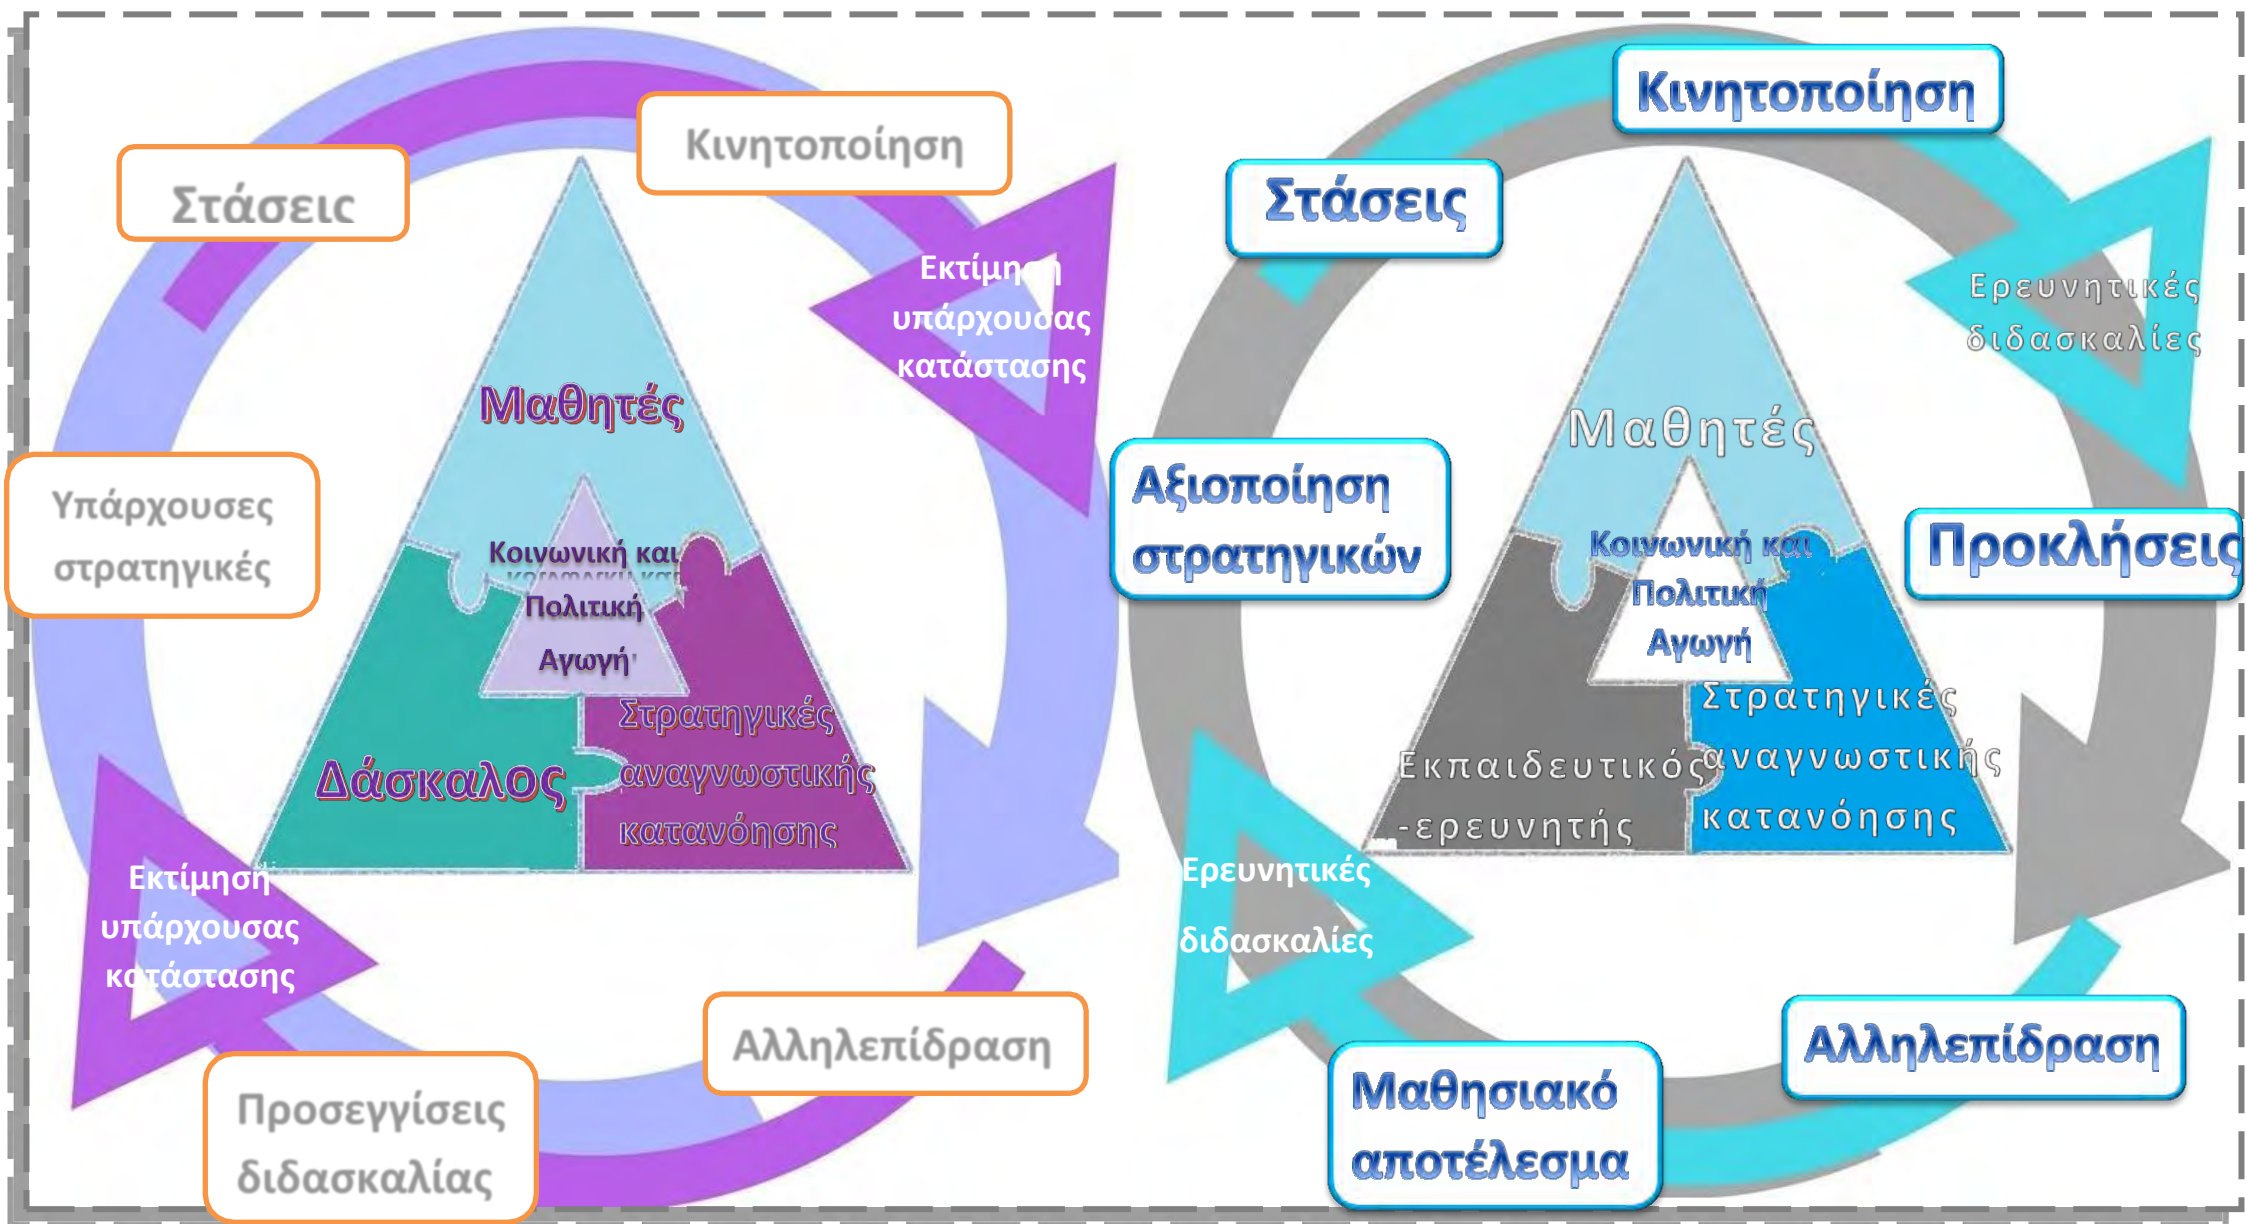 Στάσεις
Κινητοποίηση
Εκτίμηση
υπάρχουσας
κατάστασης
Μαθητές
Υπάρχουσες
στρατηγικές
Κοινωνική και
Πολιτική
Αγωγή
Στρατηγικές
αναγνωστικής
κατανόησης
Δάσκαλος
Εκτίμηση
υπάρχουσας
κατάστασης
Αλληλεπίδραση
Προσεγγίσεις
διδασκαλίας
Κινητοποίηση
Στάσεις
Ερευνητικές
διδασκαλίες
Μαθητές
Αξιοποίηση
στρατηγικών
Κοινωνική και
Πολιτική
Αγωγή
Προκλήσεις
Στρατηγικές
αναγνωστικής
κατανόησης
Εκπαιδευτικός
-ερευνητής
Ερευνητικές
διδασκαλίες
Αλληλεπίδραση
Μαθησιακό
αποτέλεσμα